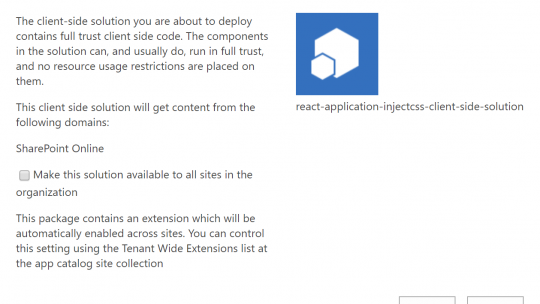 The client-side solution you are about to deploy
contains full trust client side code. The components
in the solution can, and usually do, run in full trust,
and no resource usage restrictions are placed on
them.
react-application-injectcss-client-side-solution
This client side solution will get content from the
following domains:
SharePoint Online
Make this solution available to all sites in the
organization
This package contains an extension which will be
automatically enabled across sites. You can control
this setting using the Tenant Wide Extensions list at
the app catalog site collection